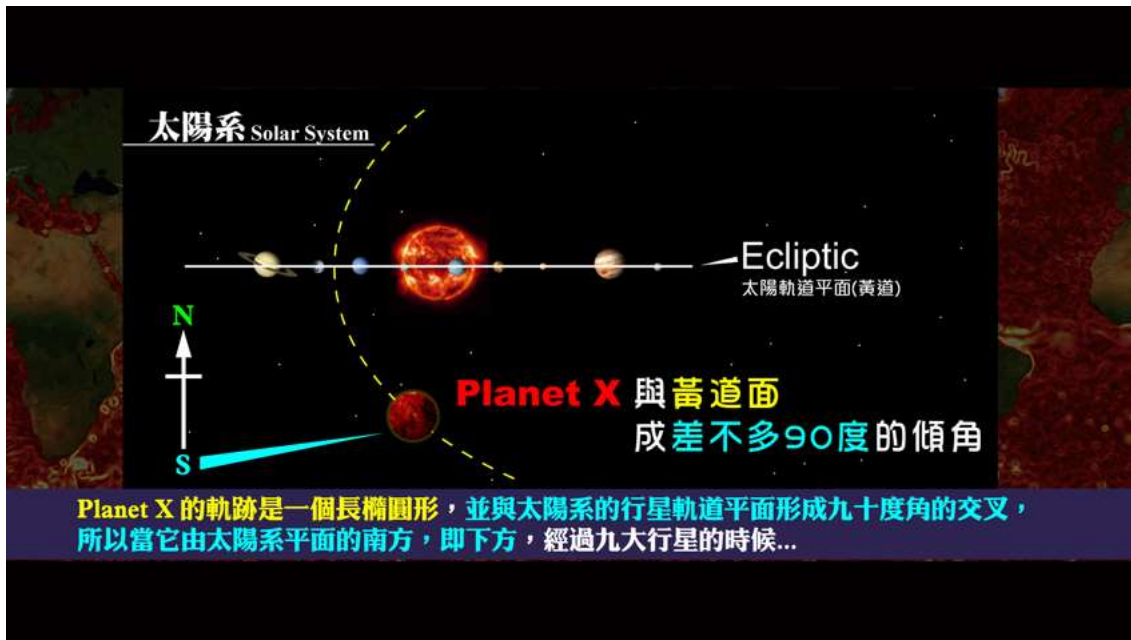 太陽系 Solar System
Ecliptic
太陽軌道平面(黃道)
N
S
Planet X 與黃道面
成差不多90度的傾角
Planet X 的軌跡是一個長橢圓形，並與太陽系的行星軌道平面形成九十度角的交叉，
所以當它由太陽系平面的南方，即下方，經過九大行星的時候...